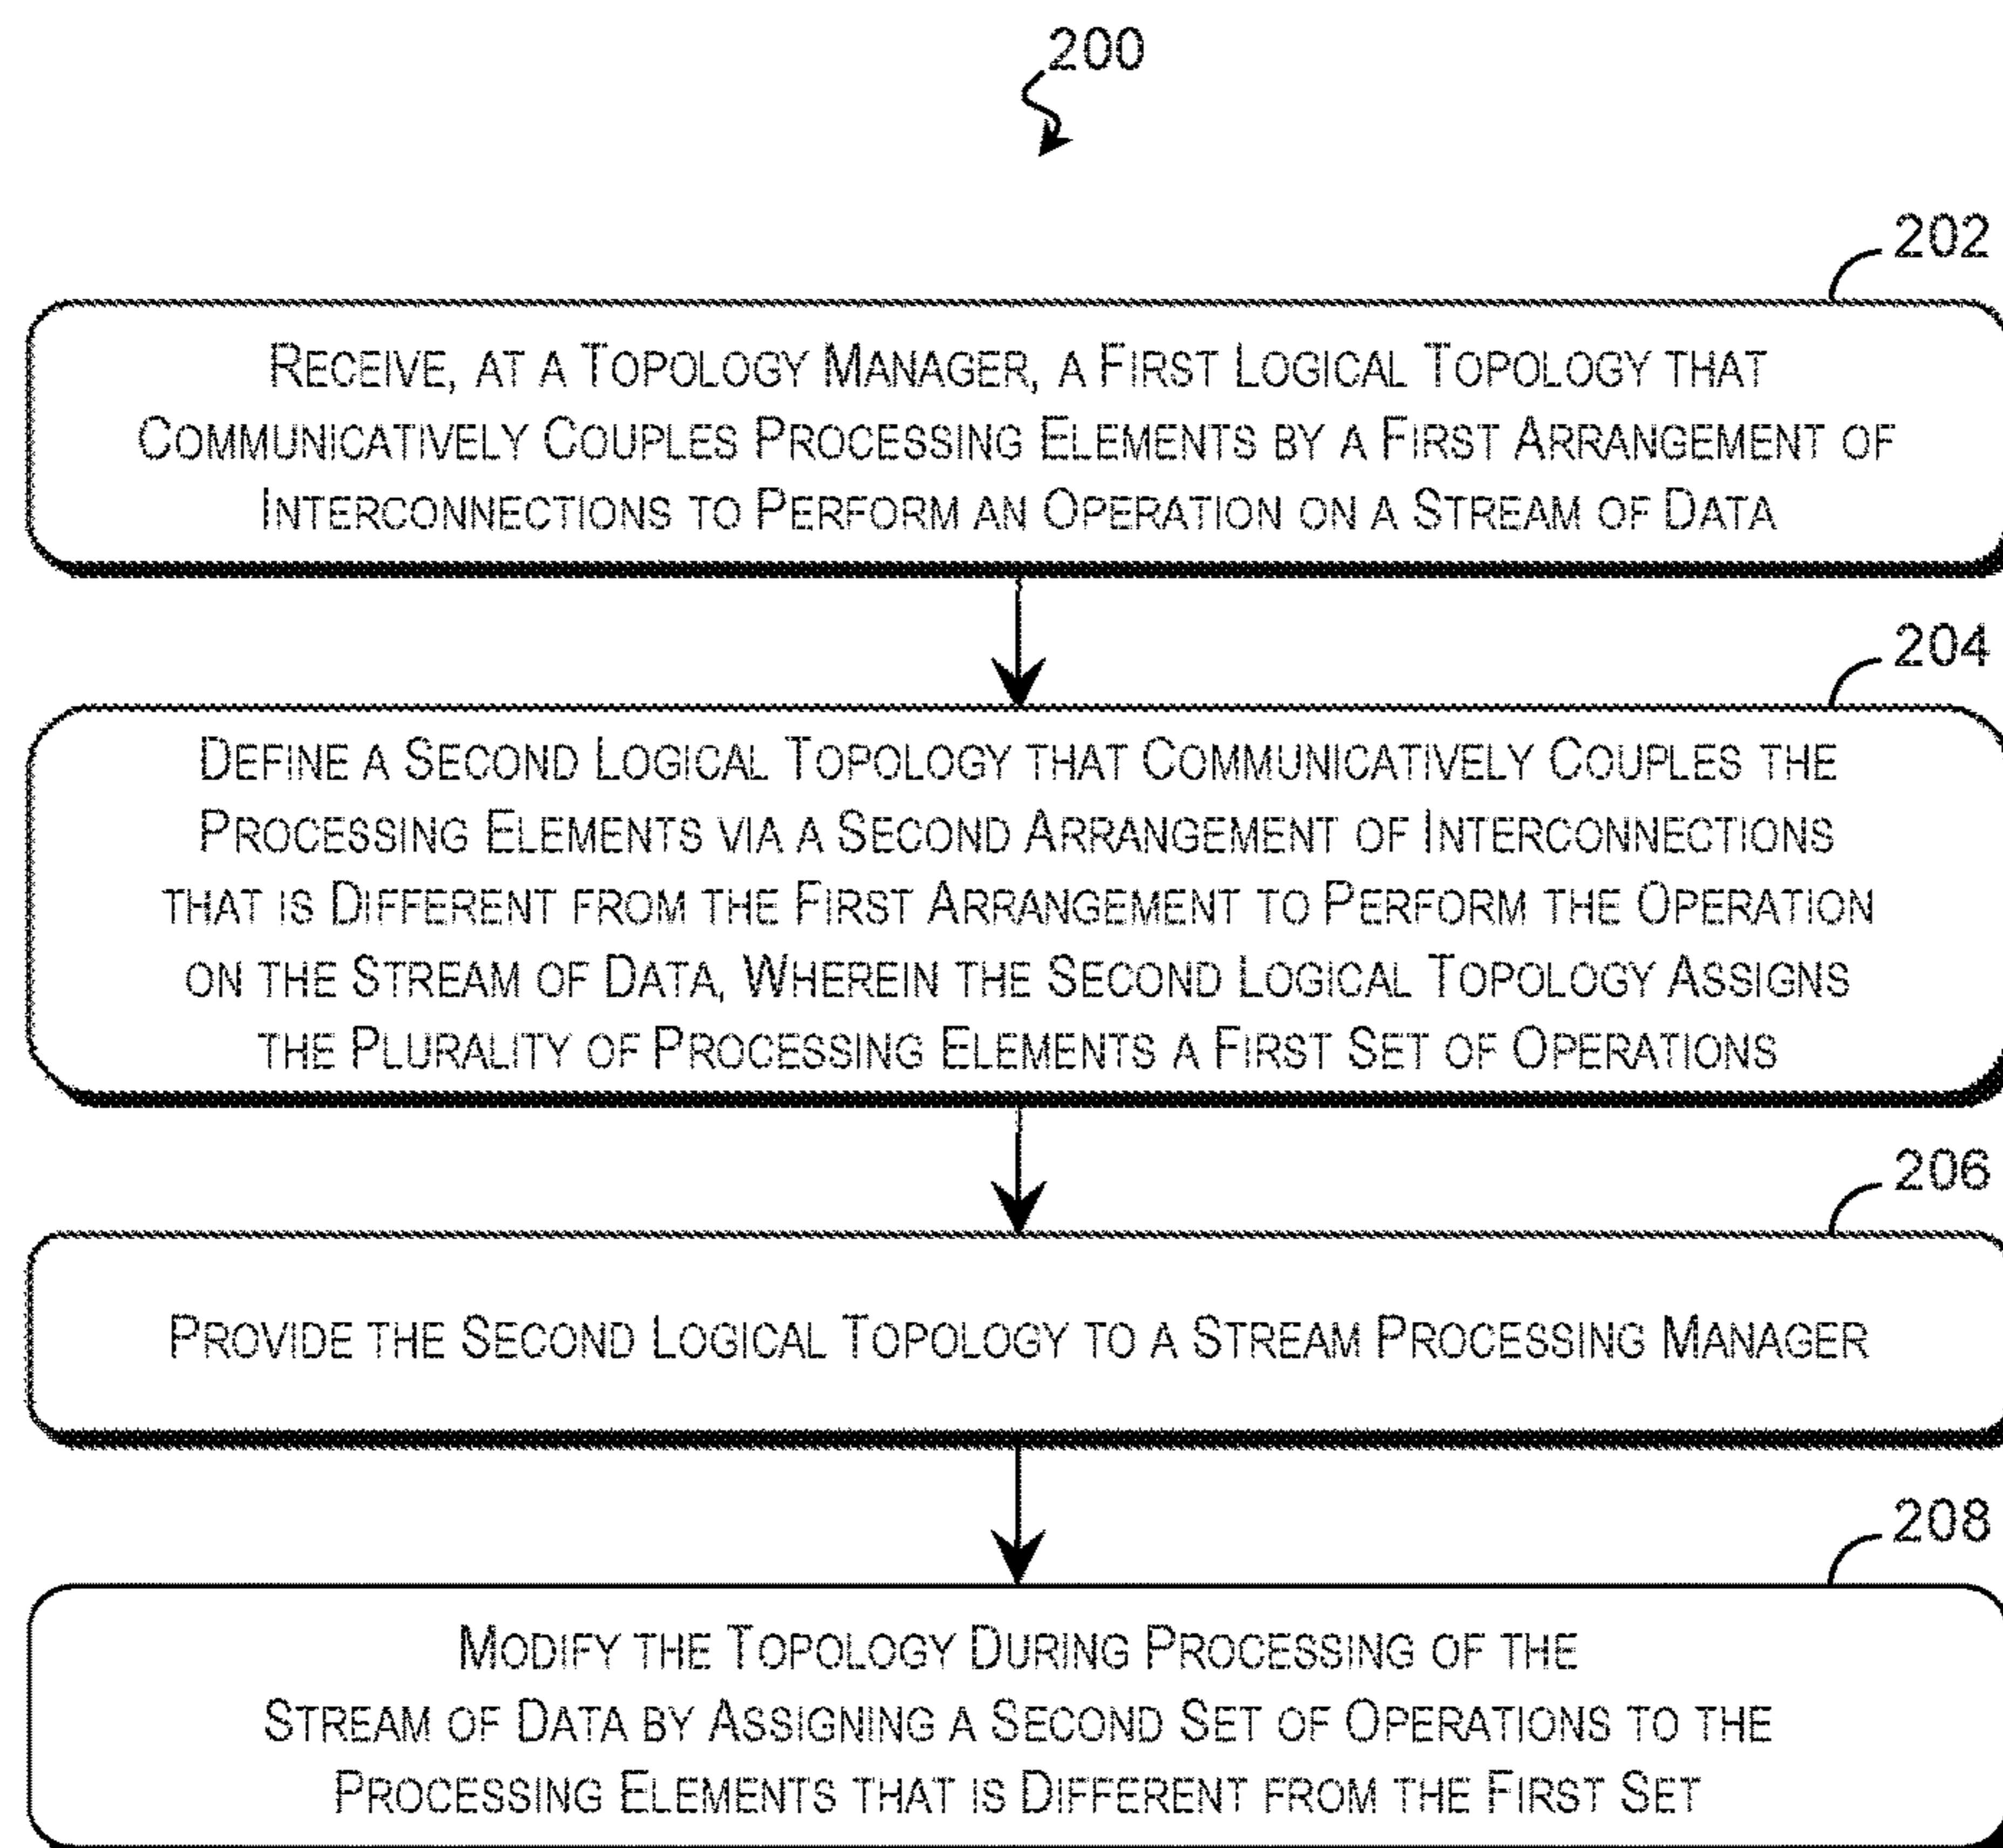 200
202
RECEIVE, AT A TOPOLOGY MANAGER, A FIRST LOGICAL TOPOLOGY THAT
COMMUNICATIVELY COUPLES PROCESSING ELEMENTS BY A FIRST ARRANGEMENT OF
INTERCONNECTIONS TO PERFORM AN OPERATION ON A STREAM OF DATA
204
DEFINE A SECOND LOGICAL TOPOLOGY THAT COMMUNICATIVELY COUPLES THE
PROCESSING ELEMENTS VIA A SECOND ARRANGEMENT OF INTERCONNECTIONS
THAT IS DIFFERENT FROM THE FIRST ARRANGEMENT TO PERFORM THE OPERATION
ON THE STREAM OF DATA, WHEREIN THE SECOND LOGICAL TOPOLOGY ASSIGNS
THE PLURALITY OF PROCESSING ELEMENTS A FIRST SET OF OPERATIONS
206
PROVIDE THE SECOND LOGICAL TOPOLOGY TO A STREAM PROCESSING MANAGER
208
MODIFY THE TOPOLOGY DURING PROCESSING OF THE
STREAM OF DATA BY ASSIGNING A SECOND SET OF OPERATIONS TO THE
PROCESSING ELEMENTS THAT IS DIFFERENT FROM THE FIRST SET